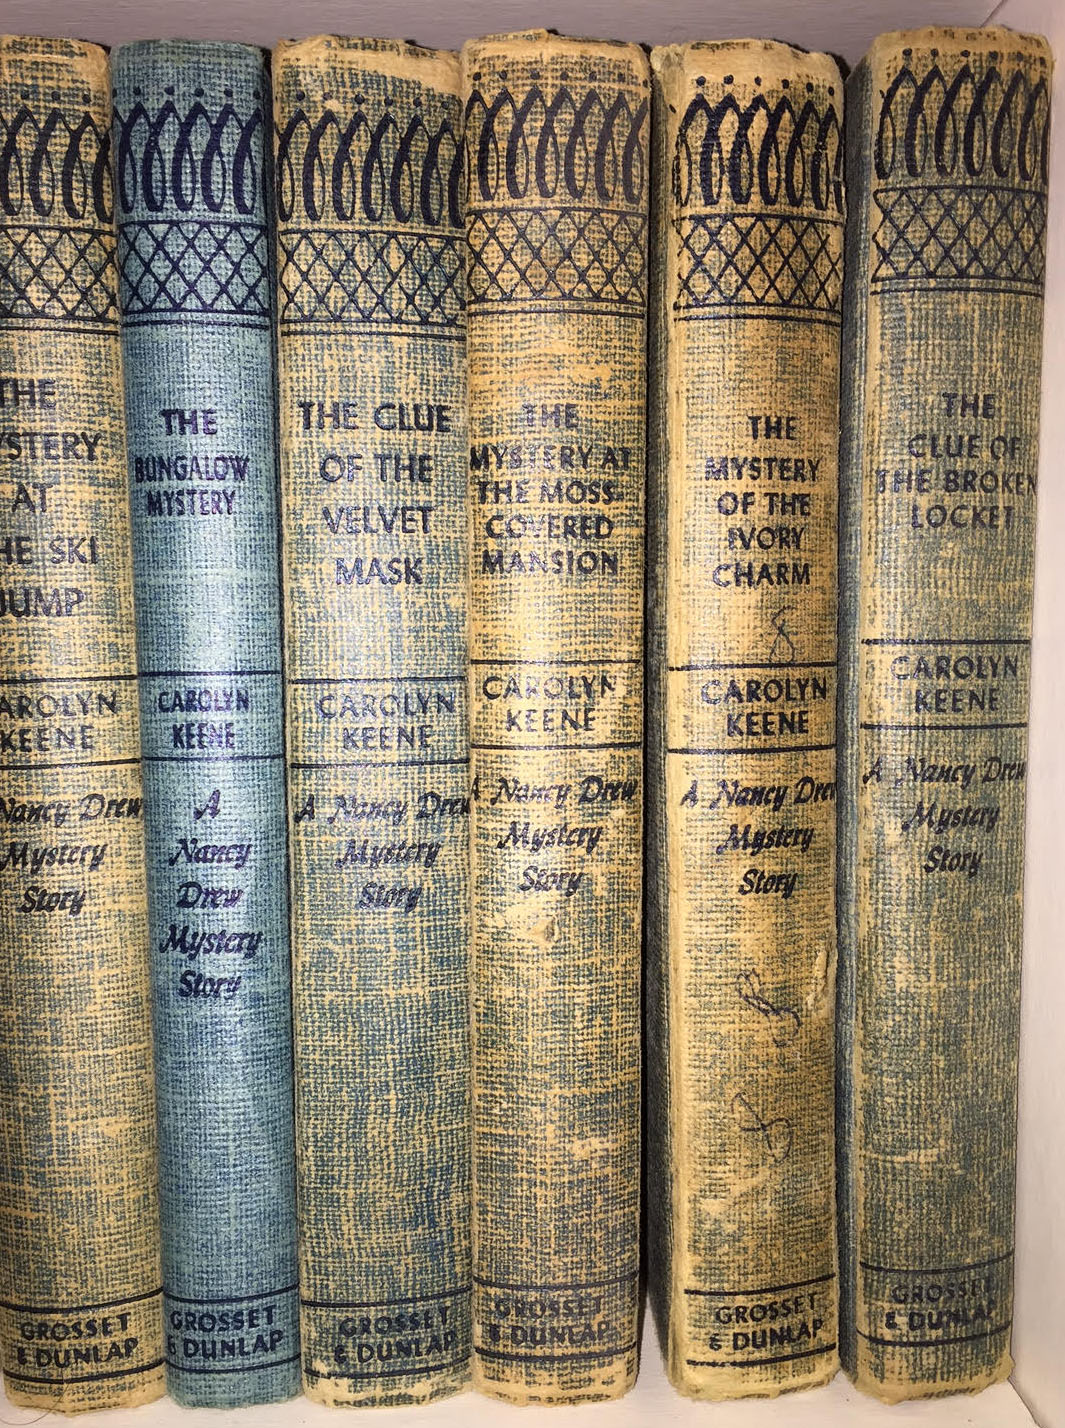 THE
YSTERY
AT
HE SKI
JUMP
AROLYN
KEENE
Nancy Drew
Mystery
Story
GROSSET
& DUNLAP
THE
BUNGALOW
MYSTERY
CAROLYN
KEENE
A
Nancy
Drew
Mystery
Story
GROSSET
& DUNLAP
THE CLUE
OF THE
VELVET
MASK
CAROLYN
KEENE
A Nancy Drew
Mystery
Story
GROSSET
& DUNLAP
THE
MYSTERY AT
THE MOSS
COVERED
MANSION
CAROLYN
KEENE
A Nancy Drew
Mystery
Story
GROSSET
& DUNLAP
THE
MYSTERY
OF THE
IVORY
CHARM
CAROLYN
KEENE
A Nancy Drew
Mystery
Story
GROSSET
& DUNLAP
THE
CLUE OF
THE BROKEN
LOCKET
CAROLYN
KEENE
A Nancy Drew
Mystery
Story
GROSSET
& DUNLAP